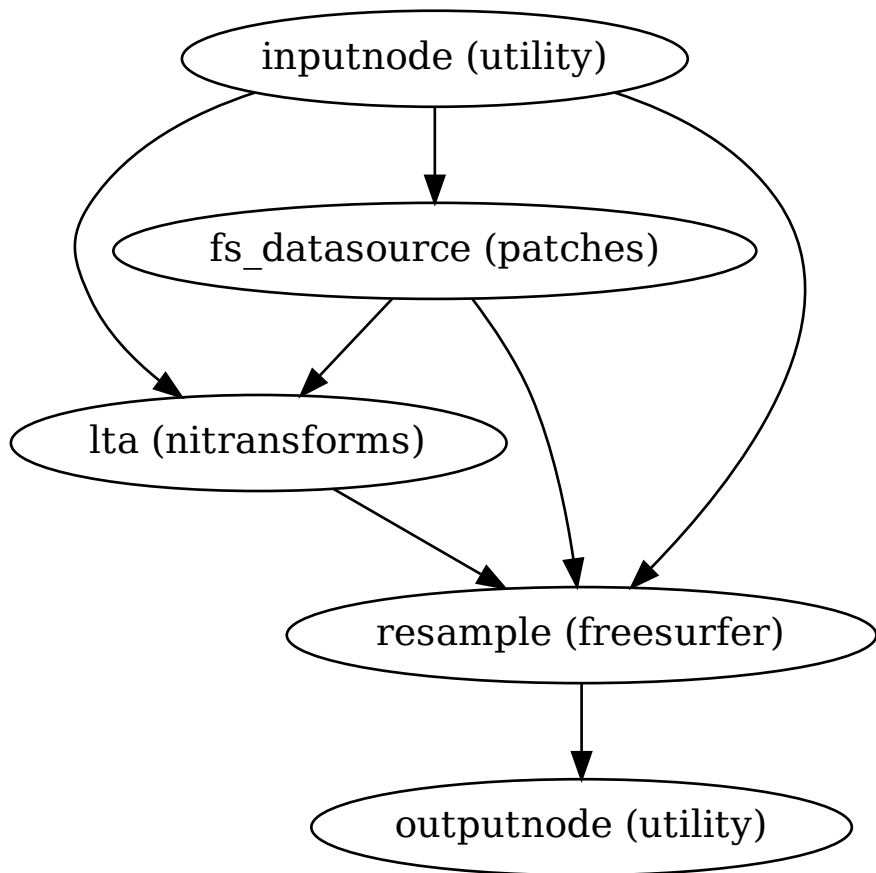 inputnode (utility)
fs_datasource (patches)
lta (nitransforms)
resample (freesurfer)
outputnode (utility)